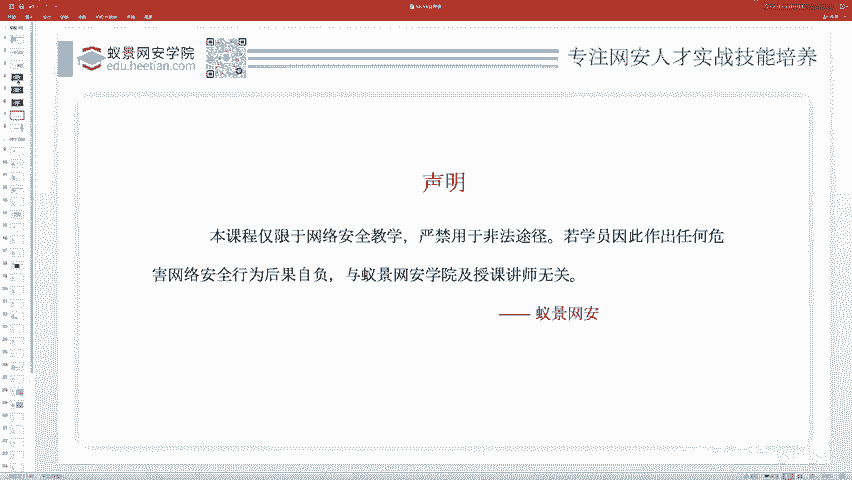 蚁景网安学院
edu.heetian.com
专注网安人才实战技能培养
声明
本课程仅限于网络安全教学，严禁用于非法途径。若学员因此作出任何危
害网络安全行为后果自负，与蚁景网安学院及授课讲师无关。
—— 蚁景网安